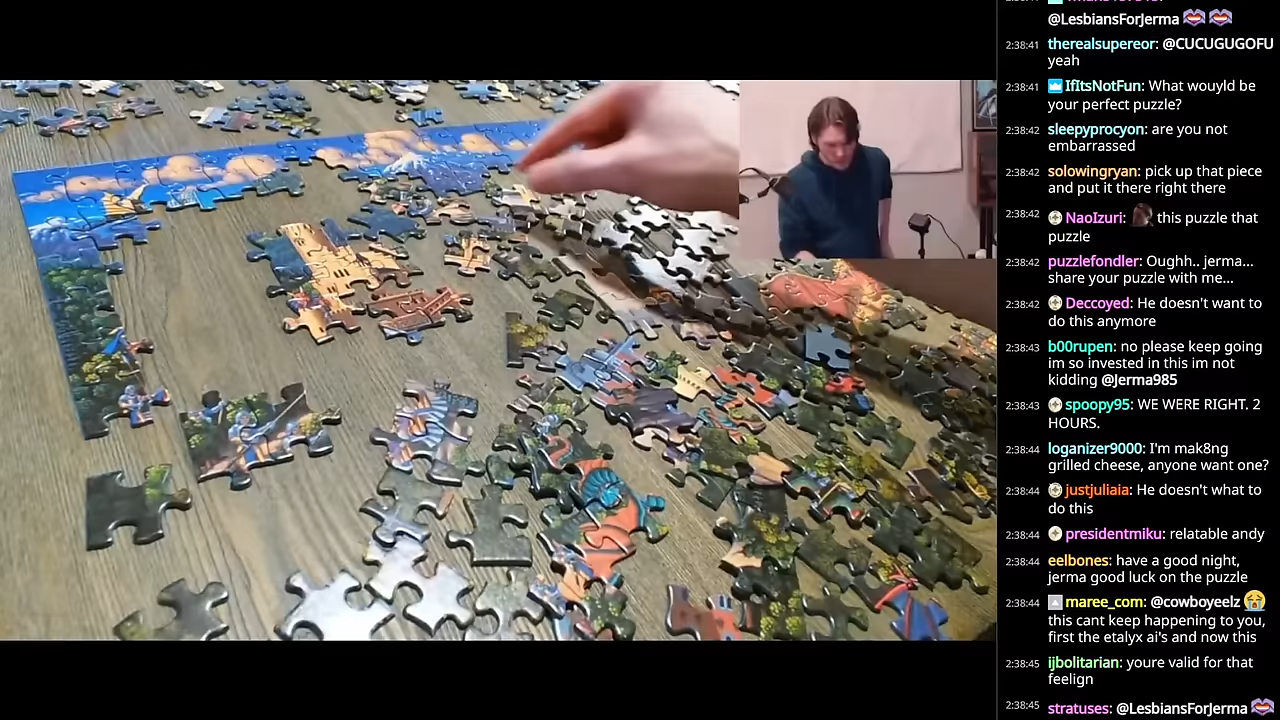 @LesbiansForJerma
2:38:41 therealsupereor: @CUCUGUGOFU
yeah
2:38:41 IfItsNotFun: What wouyld be
your perfect puzzle?
2:38:42 sleepyprocyon: are you not
embarrassed
2:38:42 solowingryan: pick up that piece
and put it there right there
2:38:42 NaoIzuri: this puzzle that
puzzle
2:38:42 puzzlefondler: Oughh.. jerma...
share your puzzle with me...
2:38:42 Deccoyed: He doesn't want to
do this anymore
2:38:43 b00rupen: no please keep going
im so invested in this im not
kidding @Jerma985
2:38:43 spoopy95: WE WERE RIGHT. 2
HOURS.
2:38:44 loganizer9000: I'm mak8ng
grilled cheese, anyone want one?
2:38:44 justjuliaia: He doesn't what to
do this
2:38:44 presidentmiku: relatable andy
2:38:44 eelbones: have a good night,
jerma good luck on the puzzle
2:38:44 maree_com: @cowboyeelz
this cant keep happening to you,
first the etalyx ai's and now this
2:38:45 ijbolitarian: youre valid for that
feelign
2:38:45 stratuses: @LesbiansForJerma